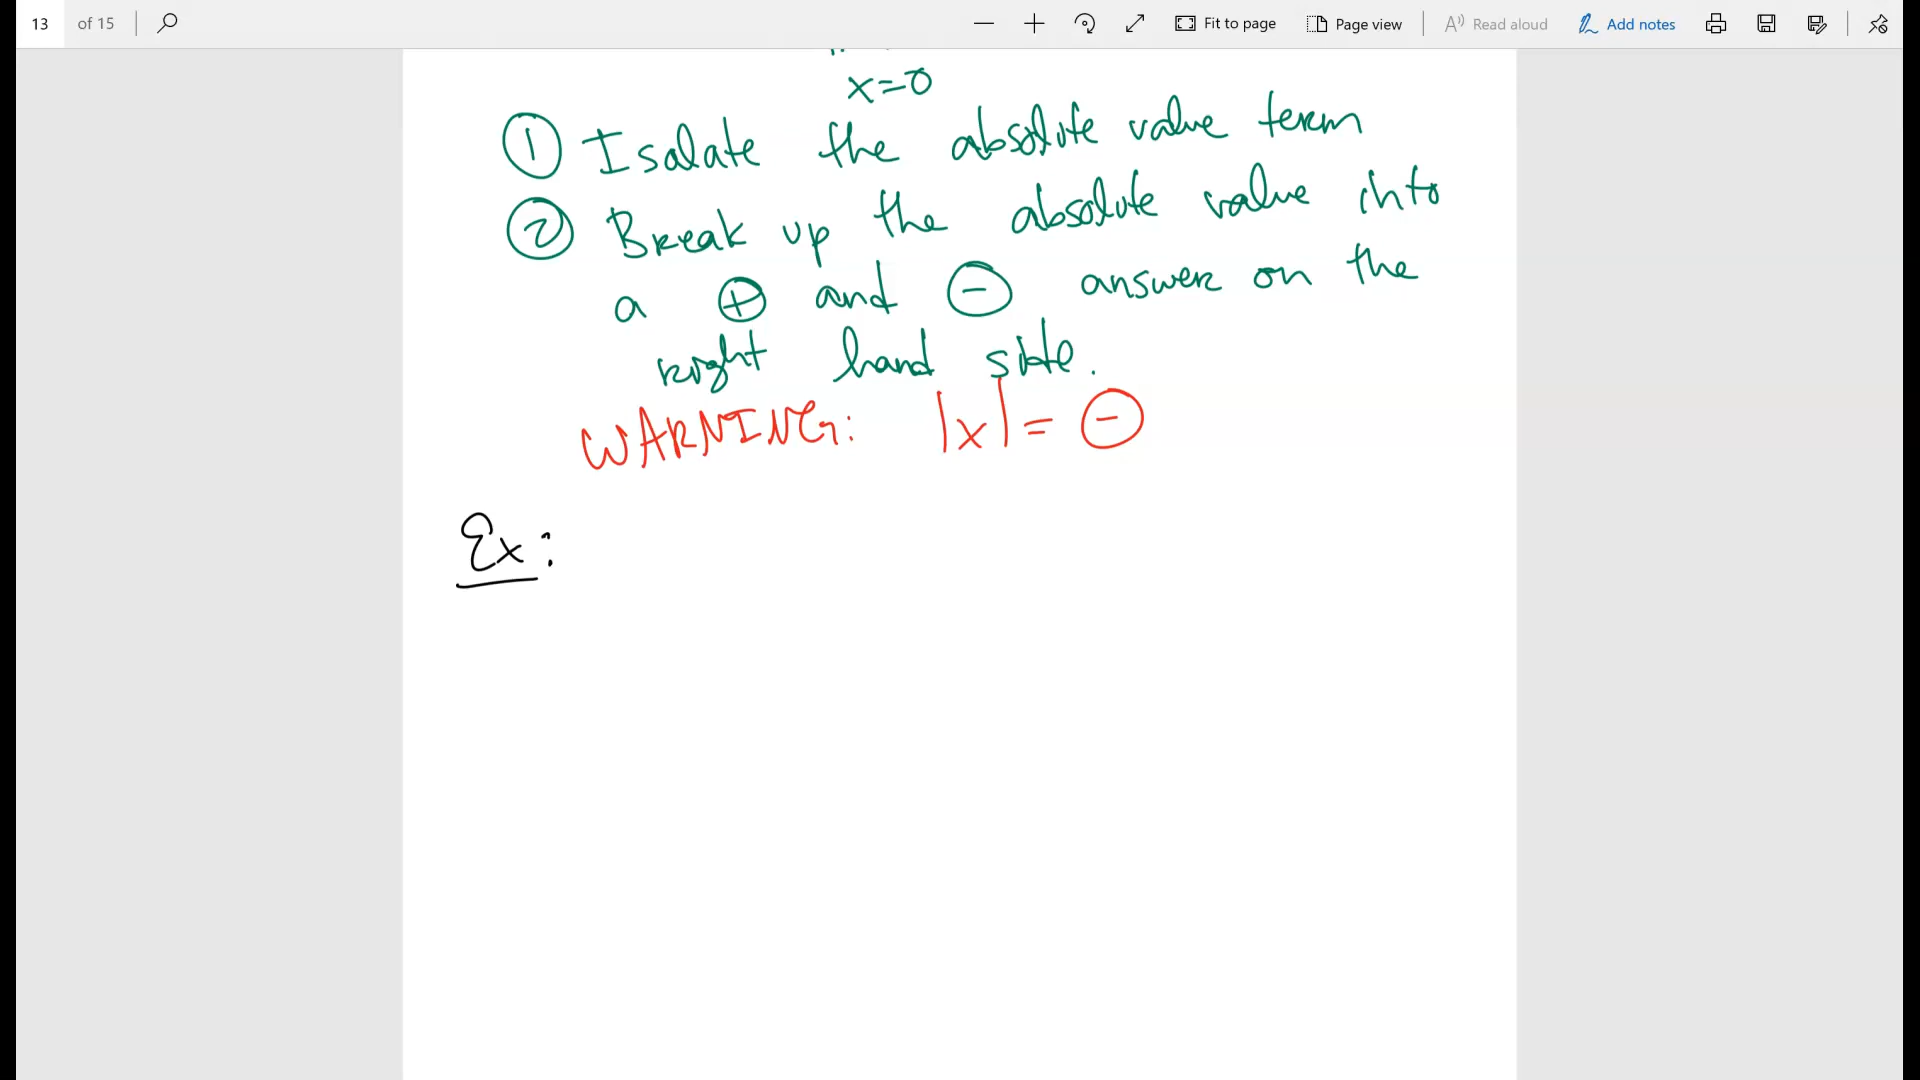 13 of 15 Fit to page Page view Read aloud Add notes
x=0
① Isalate the absolute value term
② Break up the absolute value into
a ⊕ and ⊖ answer on the
right hand side.
WARNING: |x| = ⊖
Ex: